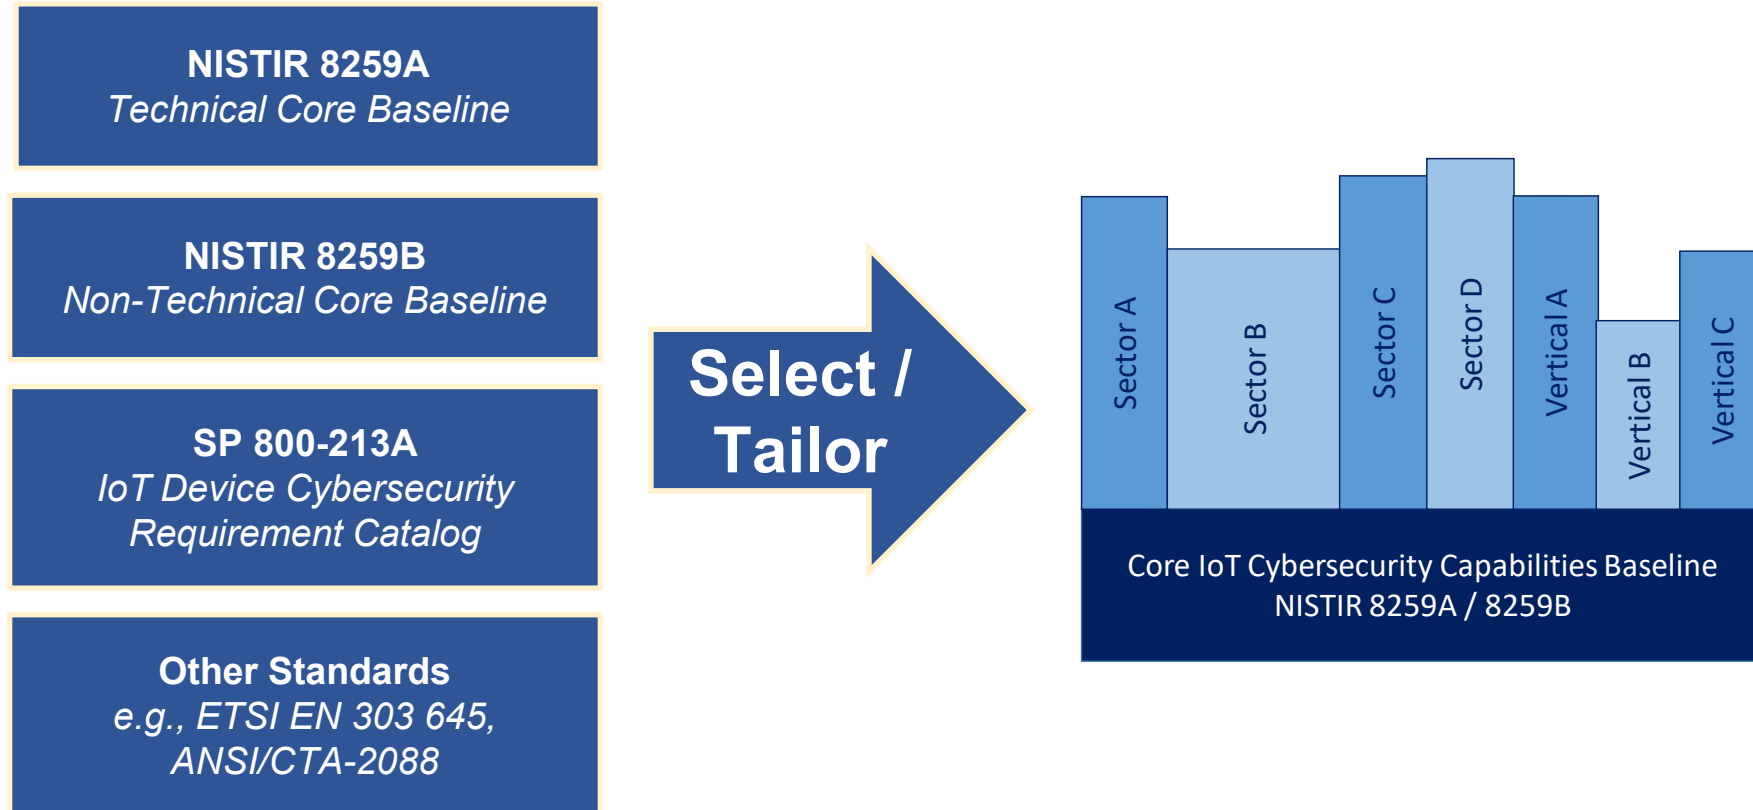 NISTIR 8259A
Technical Core Baseline
NISTIR 8259B
Non-Technical Core Baseline
SP 800-213A
IoT Device Cybersecurity
Requirement Catalog
Other Standards
e.g., ETSI EN 303 645,
ANSI/CTA-2088
Select /
Tailor
Sector A
Sector B
Sector C
Sector D
Vertical A
Vertical B
Vertical C
Core IoT Cybersecurity Capabilities Baseline
NISTIR 8259A / 8259B